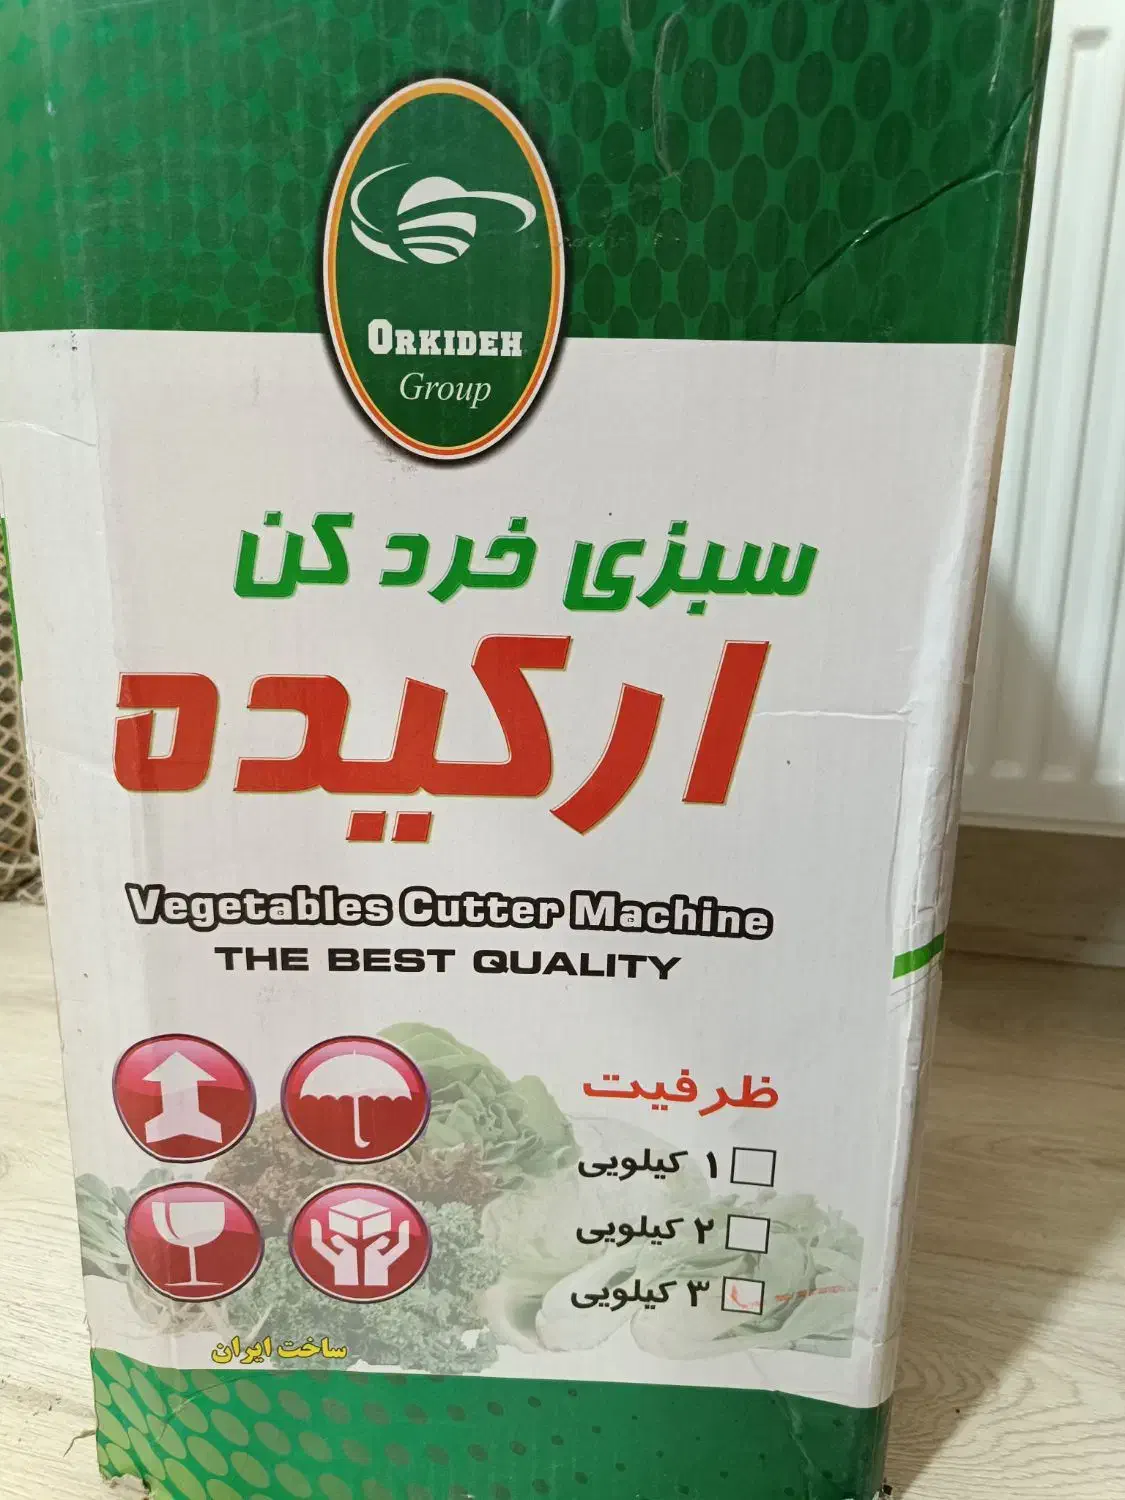 ORKIDEH
Group
سبزی خرد کن
ارکیده
Vegetables Cutter Machine
THE BEST QUALITY
ظرفیت
۱ کیلویی
۲ کیلویی
۳ کیلویی
ساخت ایران